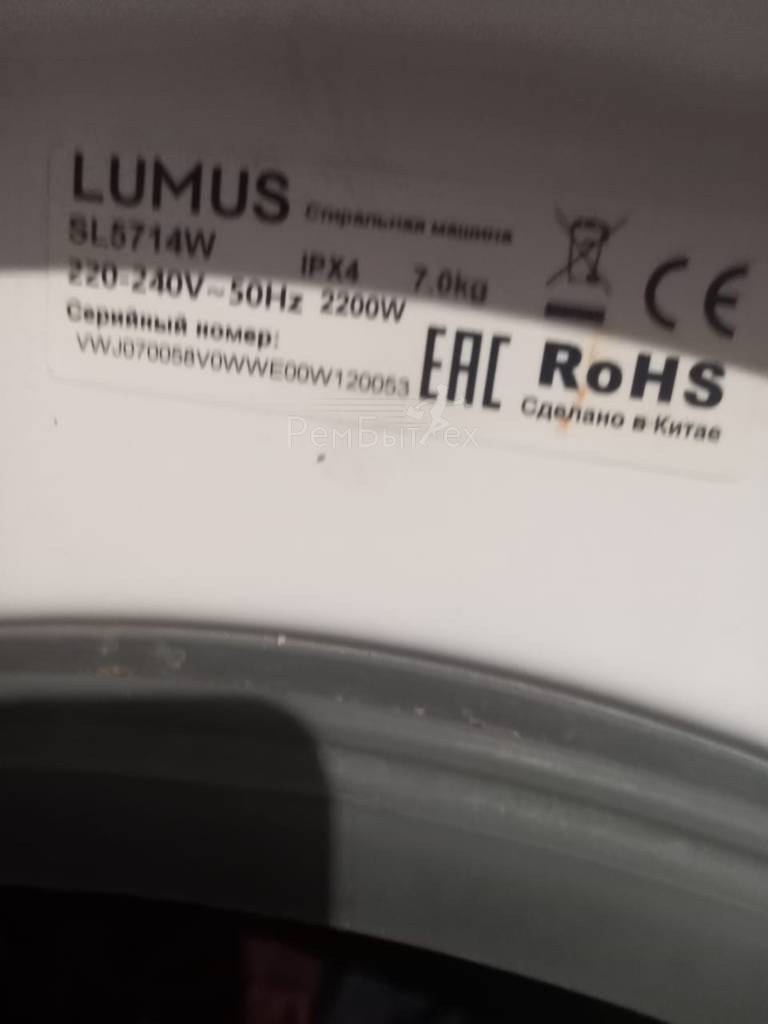 LUMUS Стиральная машина
SL5714W
IPX4 7.0kg
220-240V~50Hz 2200W
Серийный номер:
VWJ070058V0WWE00W120053
CE
EAC
RoHS
Сделано в Китае
РемБытТех